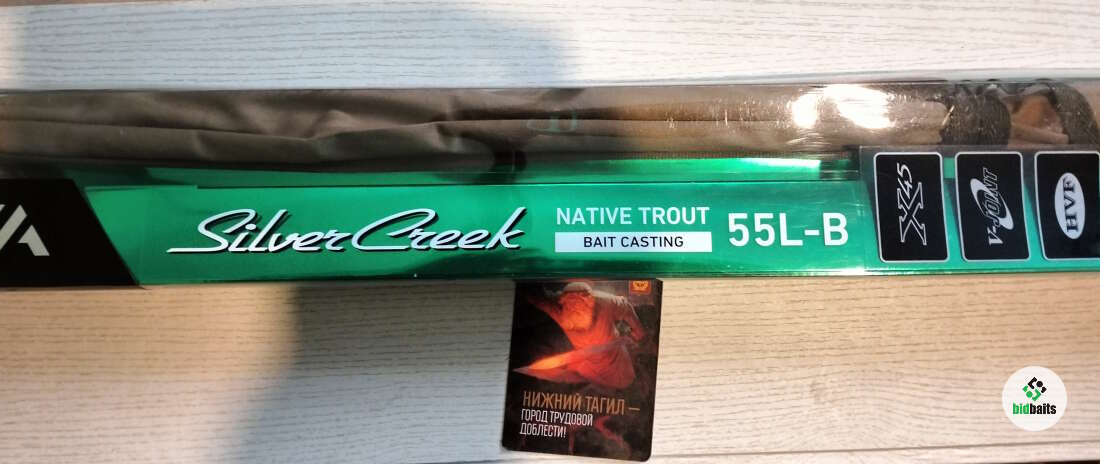 Silver Creek
NATIVE TROUT
BAIT CASTING
55L-B
X45
V-JOINT
HVF
НИЖНИЙ ТАГИЛ —
ГОРОД ТРУДОВОЙ
ДОБЛЕСТИ!
bidbaits